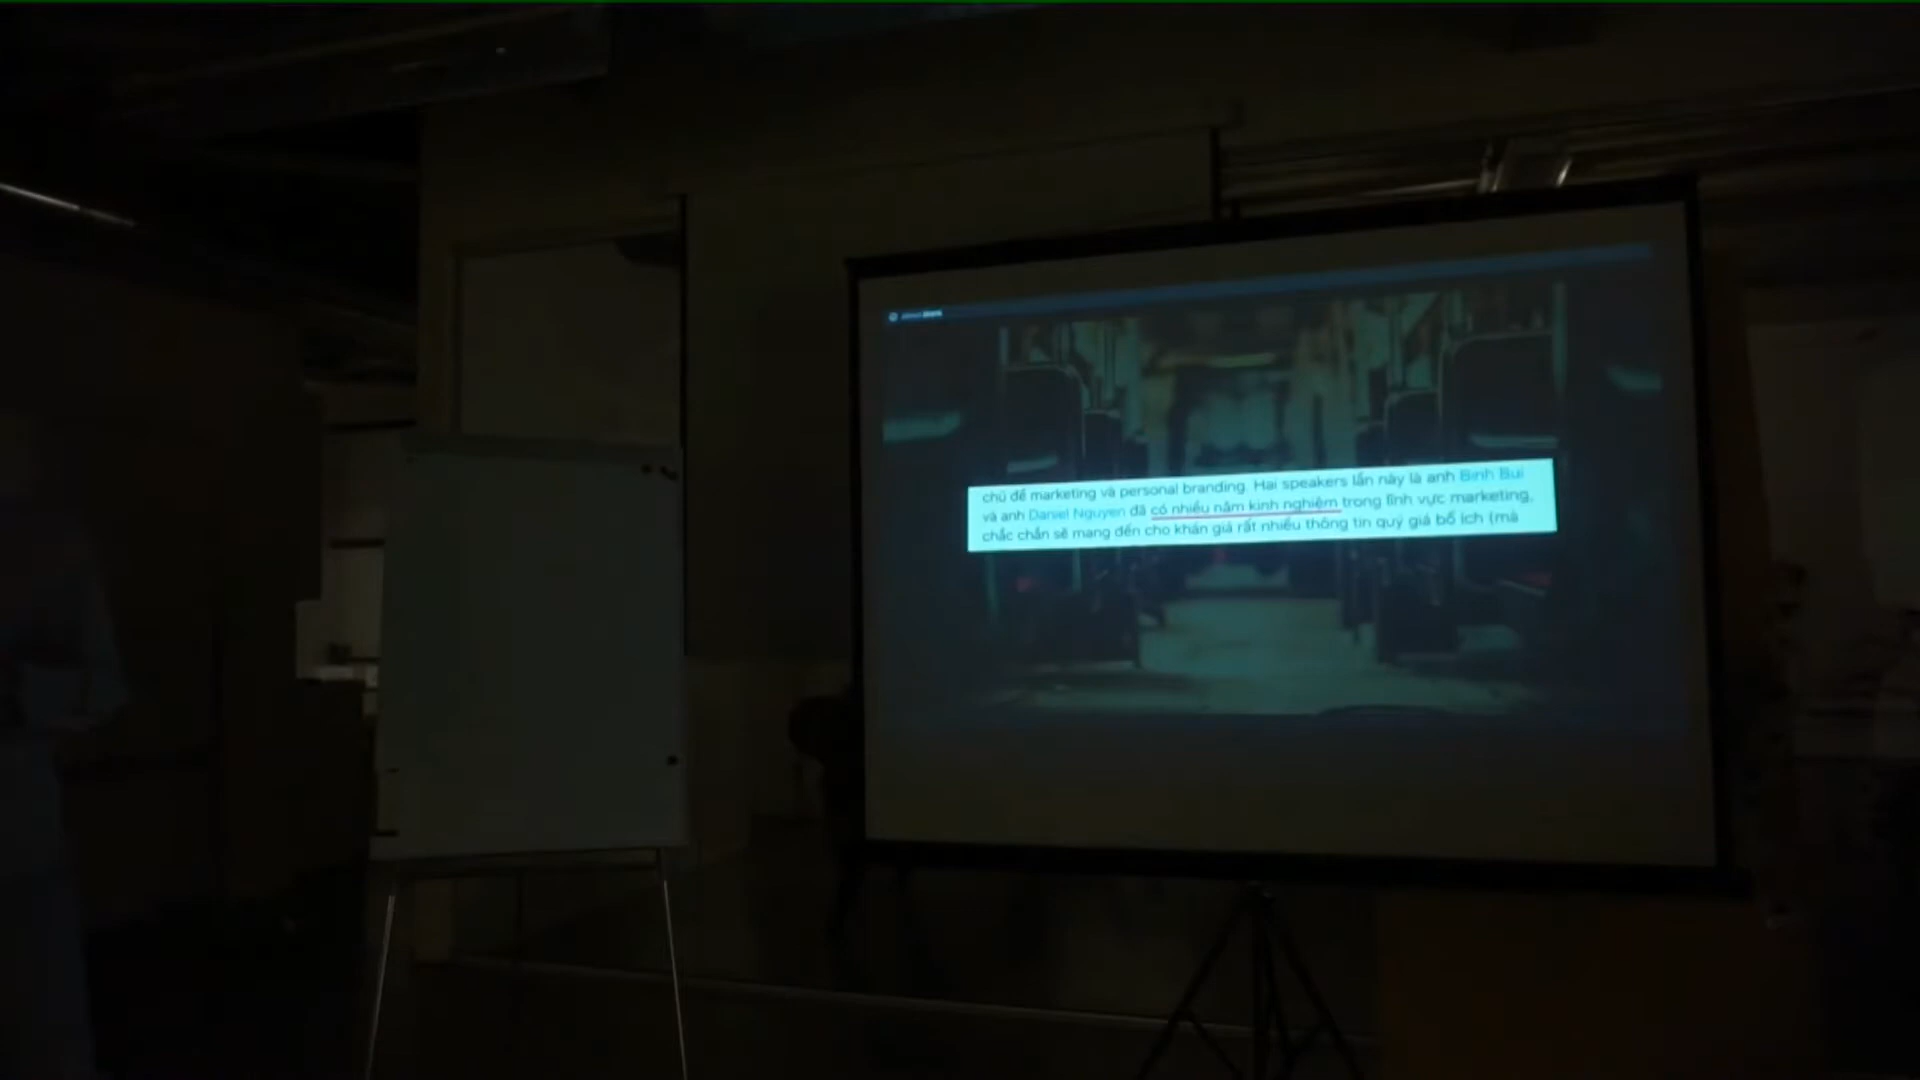 chủ đề marketing và personal branding. Hai speakers lần này là anh Binh Bui
và anh Daniel Nguyen đã có nhiều năm kinh nghiệm trong lĩnh vực marketing,
chắc chắn sẽ mang đến cho khán giả rất nhiều thông tin quý giá bổ ích (mà